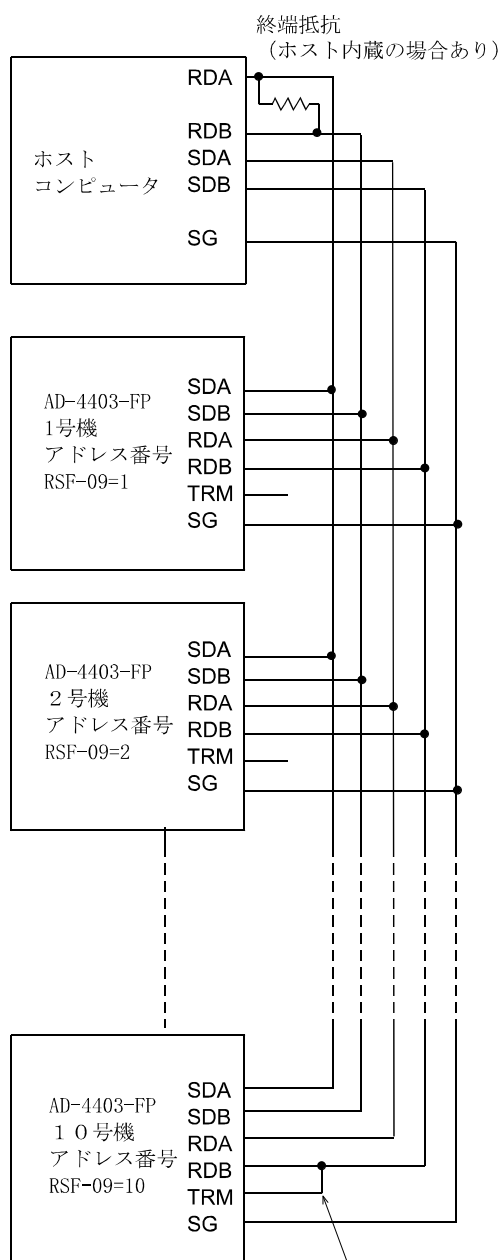 終端抵抗
（ホスト内蔵の場合あり）
ホスト
コンピュータ
RDA
RDB
SDA
SDB
SG
AD-4403-FP
1号機
アドレス番号
RSF-09=1
SDA
SDB
RDA
RDB
TRM
SG
AD-4403-FP
２号機
アドレス番号
RSF-09=2
SDA
SDB
RDA
RDB
TRM
SG
AD-4403-FP
１０号機
アドレス番号
RSF-09=10
SDA
SDB
RDA
RDB
TRM
SG